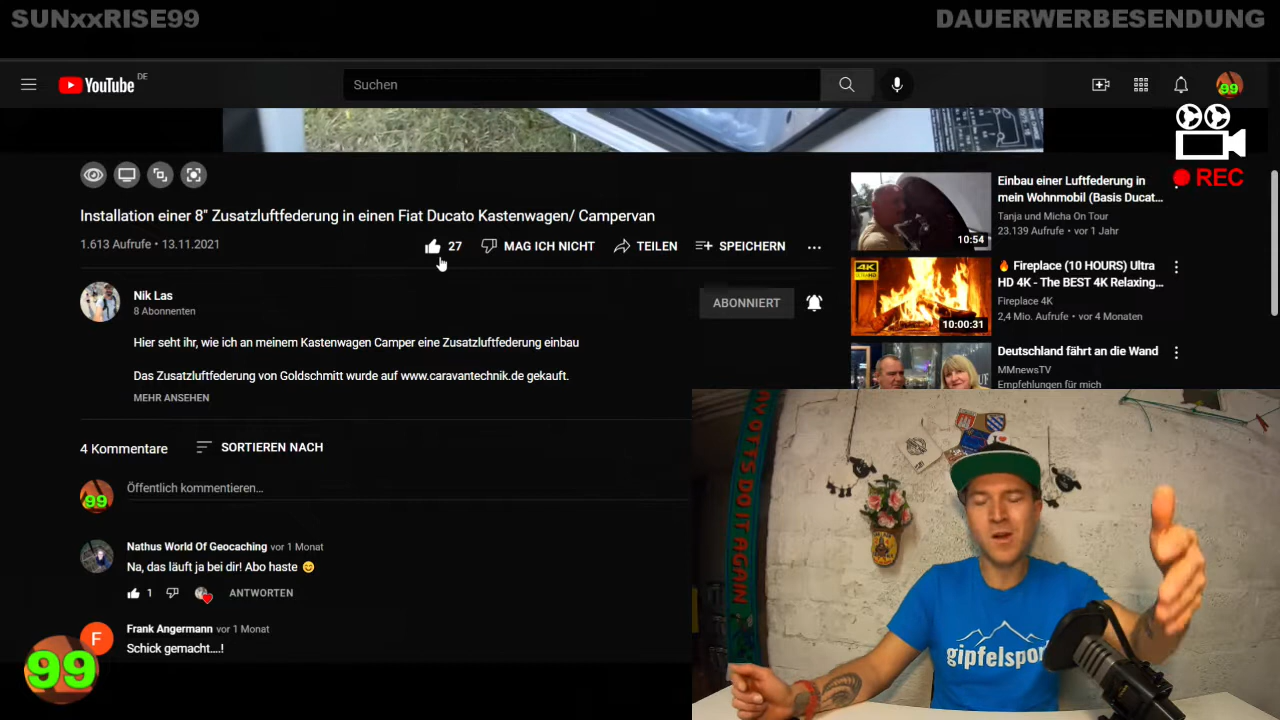 SUNxxRISE99
DAUERWERBESENDUNG
YouTube DE
Suchen
99
REC
Installation einer 8" Zusatzluftfederung in einen Fiat Ducato Kastenwagen/ Campervan
1.613 Aufrufe • 13.11.2021
27
MAG ICH NICHT
TEILEN
SPEICHERN
Nik Las
8 Abonnenten
ABONNIERT
Hier seht ihr, wie ich an meinem Kastenwagen Camper eine Zusatzluftfederung einbau
Das Zusatzluftfederung von Goldschmitt wurde auf www.caravantechnik.de gekauft.
MEHR ANSEHEN
4 Kommentare
SORTIEREN NACH
99
Öffentlich kommentieren...
Nathus World Of Geocaching vor 1 Monat
Na, das läuft ja bei dir! Abo haste 😊
1
ANTWORTEN
F
Frank Angermann vor 1 Monat
Schick gemacht....!
99
10:54
Einbau einer Luftfederung in
mein Wohnmobil (Basis Ducat...
Tanja und Micha On Tour
23.139 Aufrufe • vor 1 Jahr
4K
10:00:31
🔥 Fireplace (10 HOURS) Ultra
HD 4K - The BEST 4K Relaxing...
Fireplace 4K
2,4 Mio. Aufrufe • vor 4 Monaten
Deutschland fährt an die Wand
MMnewsTV
Empfehlungen für mich
DO IT AGAIN
gipfelsport